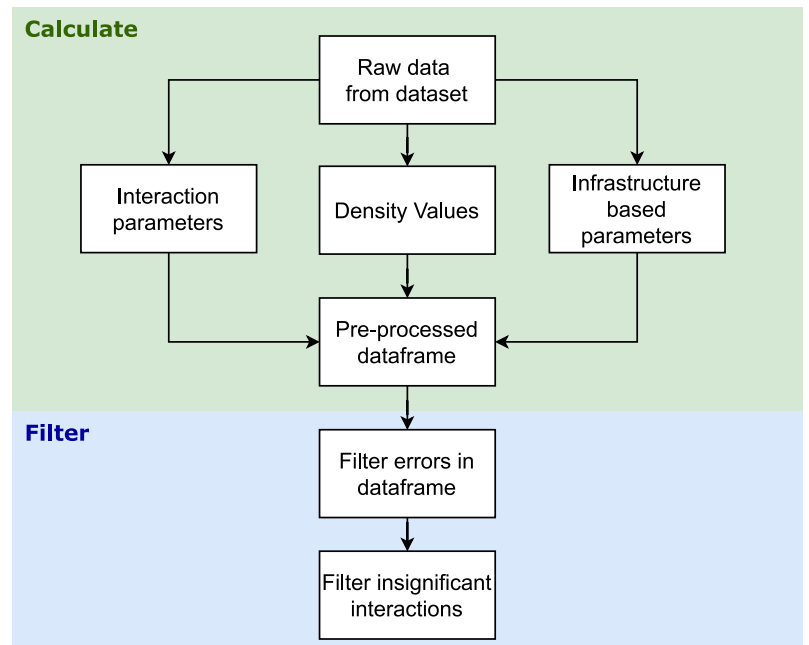 Calculate
Raw data
from dataset
Interaction
parameters
Density Values
Infrastructure
based
parameters
Pre-processed
dataframe
Filter
Filter errors in
dataframe
Filter insignificant
interactions